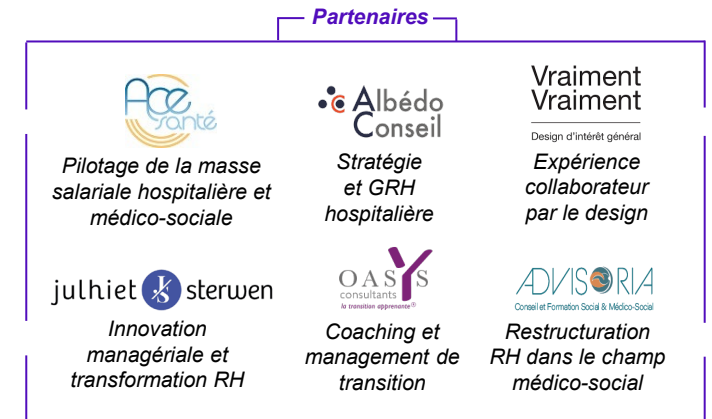 Partenaires
Ace
santé
Pilotage de la masse
salariale hospitalière et
médico-sociale
Albédo
Conseil
Stratégie
et GRH
hospitalière
Vraiment
Vraiment
Design d'intérêt général
Expérience
collaborateur
par le design
julhiet JS sterwen
Innovation
managériale et
transformation RH
OASYS
consultants
la transition apprenante®
Coaching et
management de
transition
ADVISORIA
Conseil et Formation Social & Médico-Social
Restructuration
RH dans le champ
médico-social